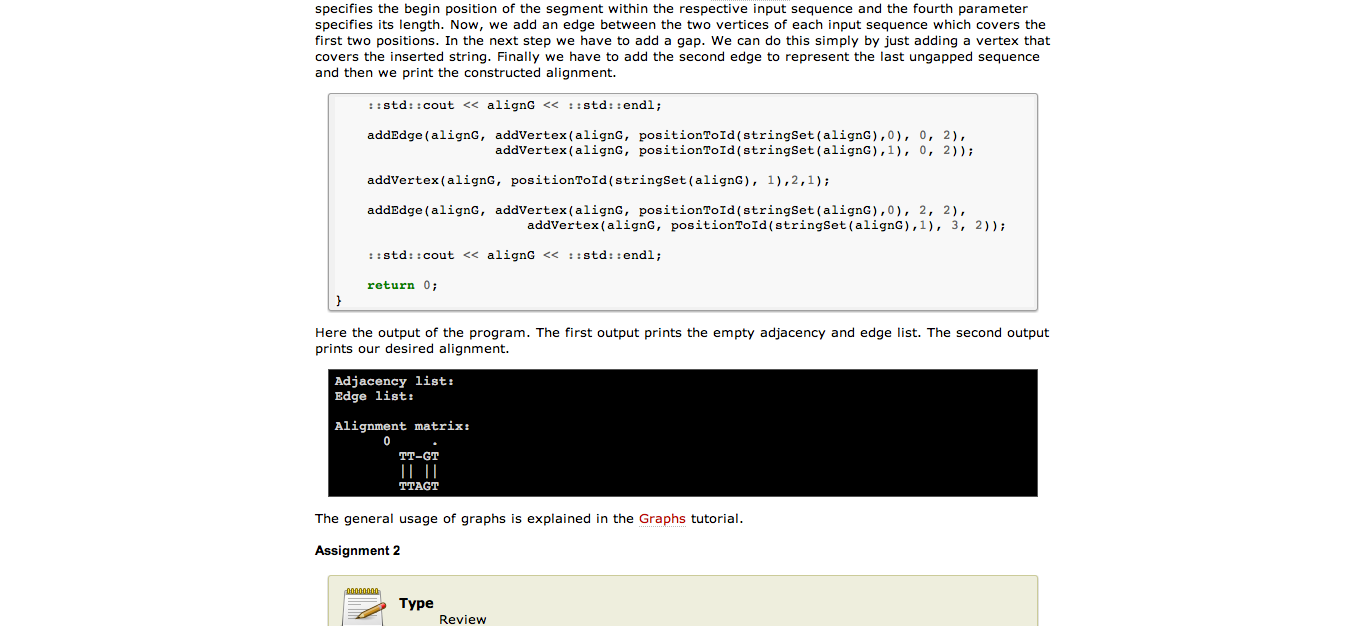 specifies the begin position of the segment within the respective input sequence and the fourth parameter
specifies its length. Now, we add an edge between the two vertices of each input sequence which covers the
first two positions. In the next step we have to add a gap. We can do this simply by just adding a vertex that
covers the inserted string. Finally we have to add the second edge to represent the last ungapped sequence
and then we print the constructed alignment.
::std::cout << alignG << ::std::endl;
addEdge(alignG, addVertex(alignG, positionToId(stringSet(alignG),0), 0, 2),
addVertex(alignG, positionToId(stringSet(alignG),1), 0, 2));
addVertex(alignG, positionToId(stringSet(alignG), 1),2,1);
addEdge(alignG, addVertex(alignG, positionToId(stringSet(alignG),0), 2, 2),
addVertex(alignG, positionToId(stringSet(alignG),1), 3, 2));
::std::cout << alignG << ::std::endl;
return 0;
}
Here the output of the program. The first output prints the empty adjacency and edge list. The second output
prints our desired alignment.
Adjacency list:
Edge list:
Alignment matrix:
0     .
TT-GT
|| ||
TTAGT
The general usage of graphs is explained in the Graphs tutorial.
Assignment 2
Type
Review